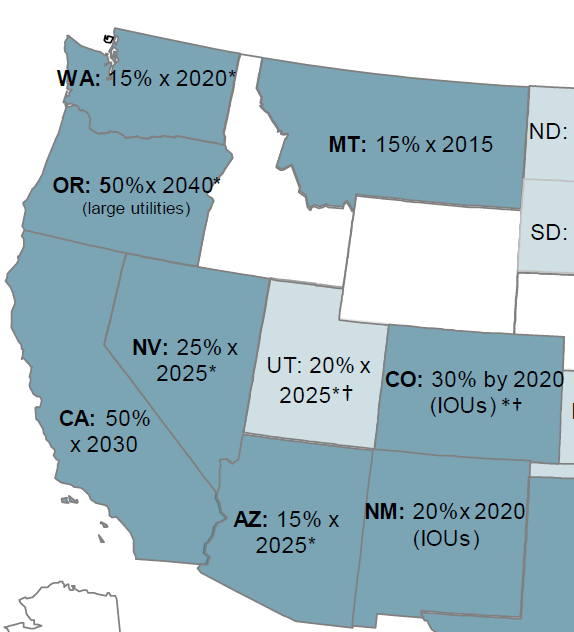 WA: 15% x 2020*
MT: 15% x 2015
ND:
OR: 50%x 2040*
(large utilities)
SD:
NV: 25% x
2025*
UT: 20% x
2025*†
CO: 30% by 2020
(IOUs) *†
CA: 50%
x 2030
AZ: 15% x
2025*
NM: 20%x 2020
(IOUs)